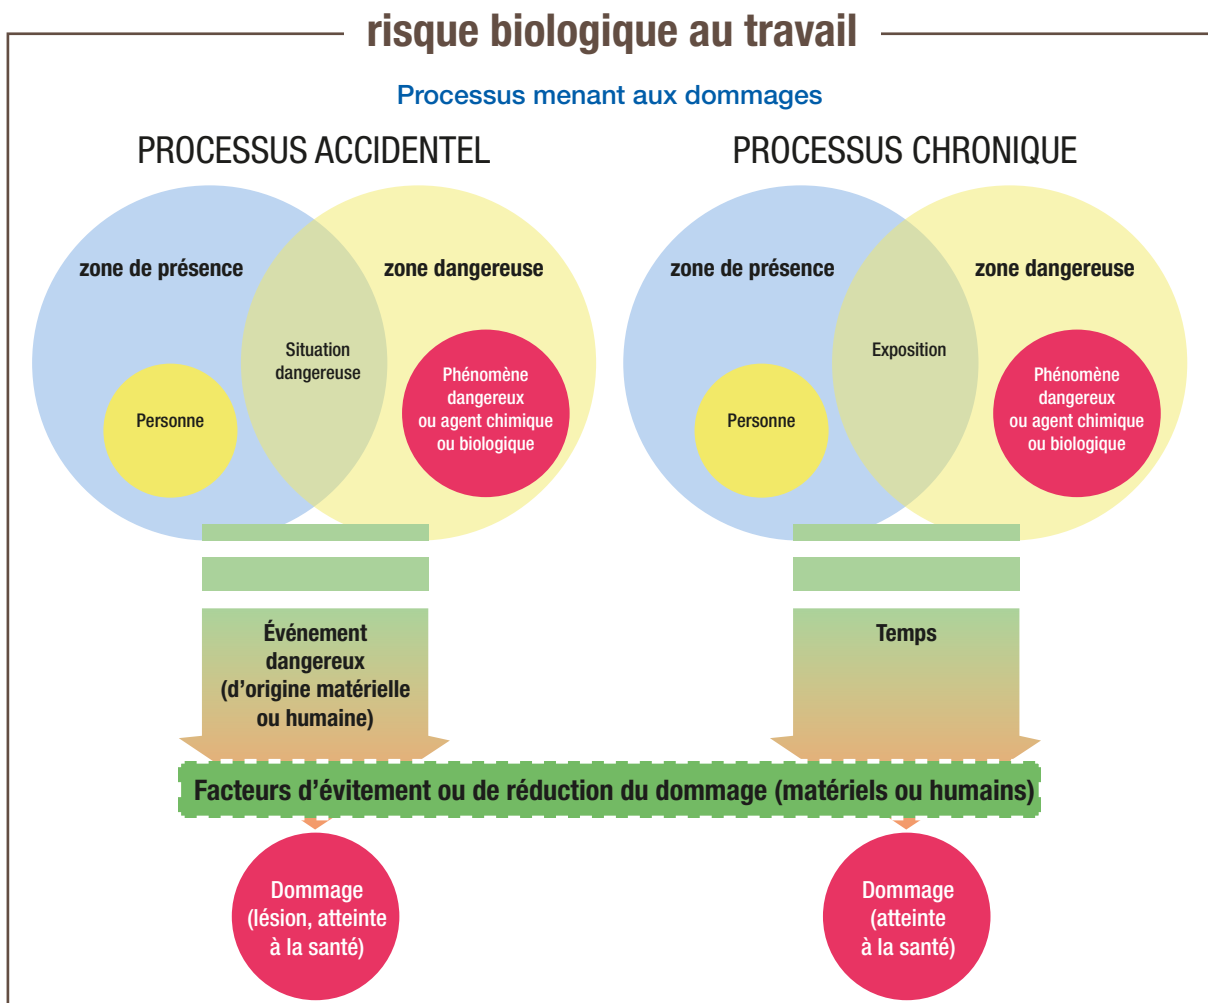 risque biologique au travail
Processus menant aux dommages
PROCESSUS ACCIDENTEL
zone de présence
zone dangereuse
Situation
dangereuse
Personne
Phénomène
dangereux
ou agent chimique
ou biologique
Événement
dangereux
(d'origine matérielle
ou humaine)
PROCESSUS CHRONIQUE
zone de présence
zone dangereuse
Exposition
Personne
Phénomène
dangereux
ou agent chimique
ou biologique
Temps
Facteurs d'évitement ou de réduction du dommage (matériels ou humains)
Dommage
(lésion, atteinte
à la santé)
Dommage
(atteinte
à la santé)